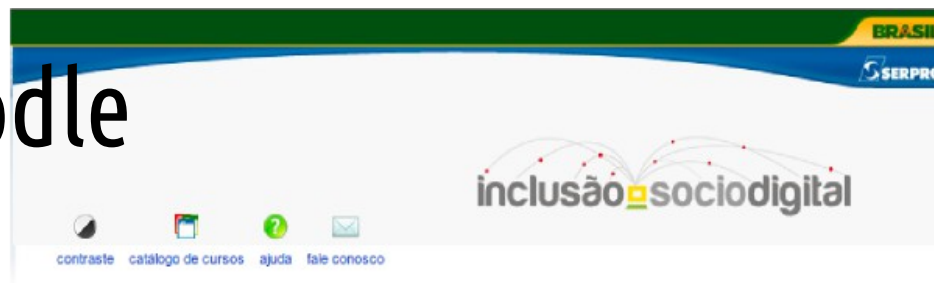 BRASIL
SERPRO
odle
inclusão sociodigital
contraste catálogo de cursos ajuda fale conosco